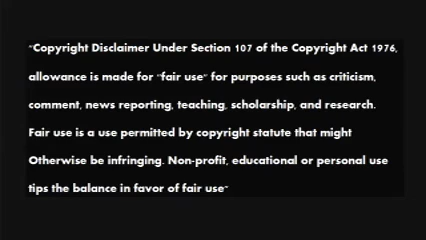 "Copyright Disclaimer Under Section 107 of the Copyright Act 1976,
allowance is made for "fair use" for purposes such as criticism,
comment, news reporting, teaching, scholarship, and research.
Fair use is a use permitted by copyright statute that might
Otherwise be infringing. Non-profit, educational or personal use
tips the balance in favor of fair use"